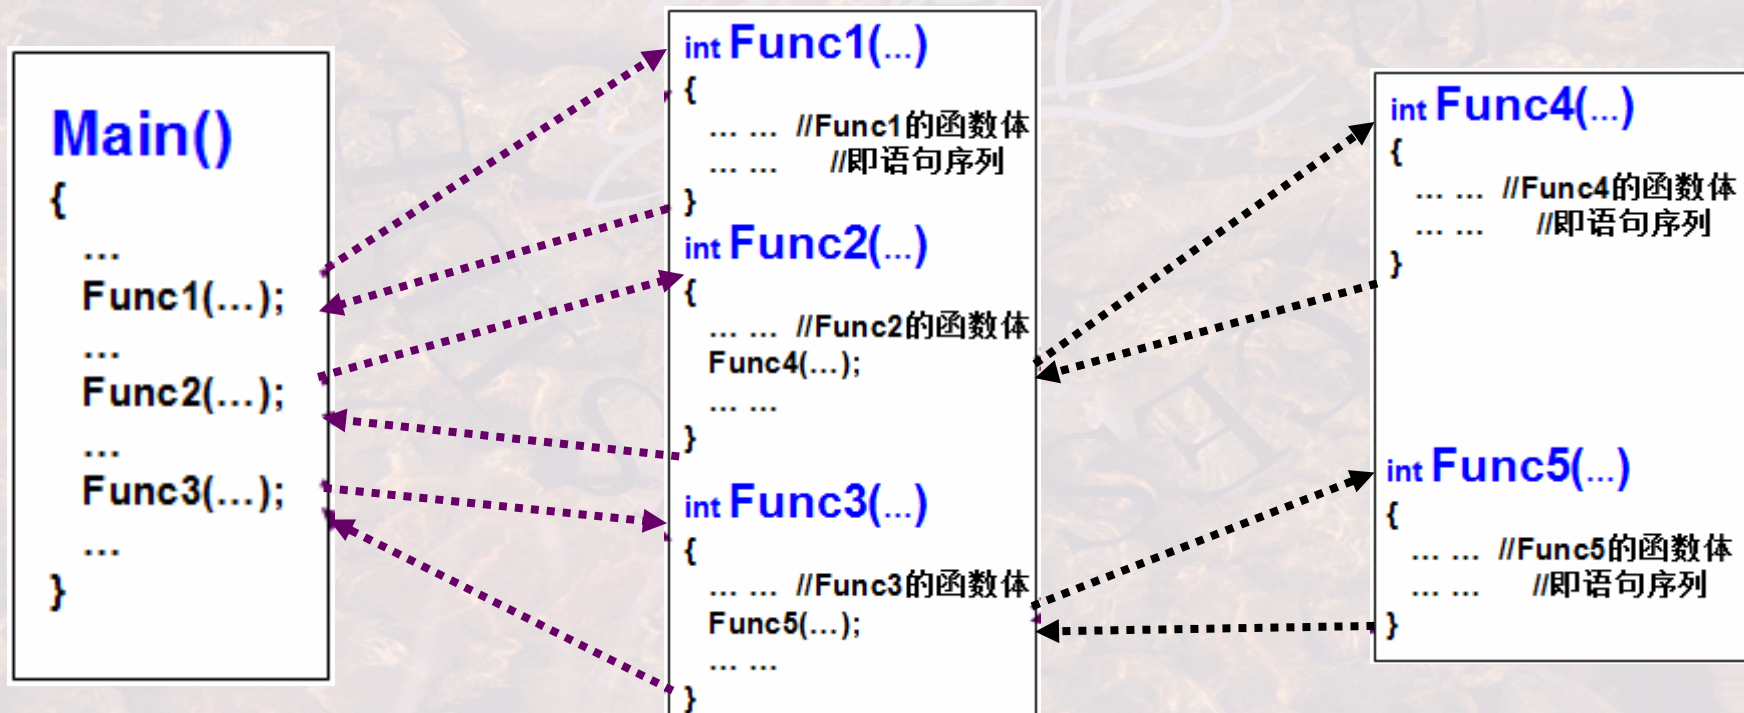 Main()
{
...
Func1(...);
...
Func2(...);
...
Func3(...);
...
}
int Func1(...)
{
... ... //Func1的函数体
... ... //即语句序列
}
int Func2(...)
{
... ... //Func2的函数体
Func4(...);
... ...
}
int Func3(...)
{
... ... //Func3的函数体
Func5(...);
... ...
}
int Func4(...)
{
... ... //Func4的函数体
... ... //即语句序列
}
int Func5(...)
{
... ... //Func5的函数体
... ... //即语句序列
}